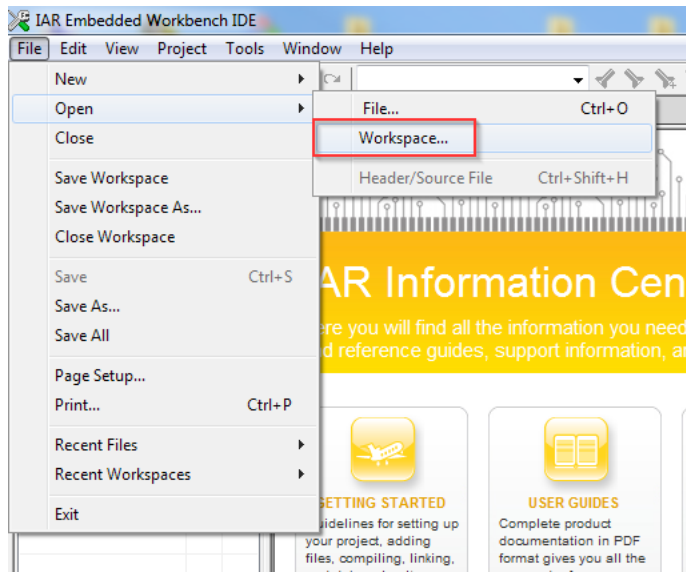 IAR Embedded Workbench IDE
File Edit View Project Tools Window Help
New
Open
Close
Save Workspace
Save Workspace As...
Close Workspace
Save Ctrl+S
Save As...
Save All
Page Setup...
Print... Ctrl+P
Recent Files
Recent Workspaces
Exit
File... Ctrl+O
Workspace...
Header/Source File Ctrl+Shift+H
AR Information Cen
ere you will find all the information you need
d reference guides, support information, a
ETTING STARTED
uidelines for setting up
your project, adding
files, compiling, linking,
USER GUIDES
Complete product
documentation in PDF
format gives you all the